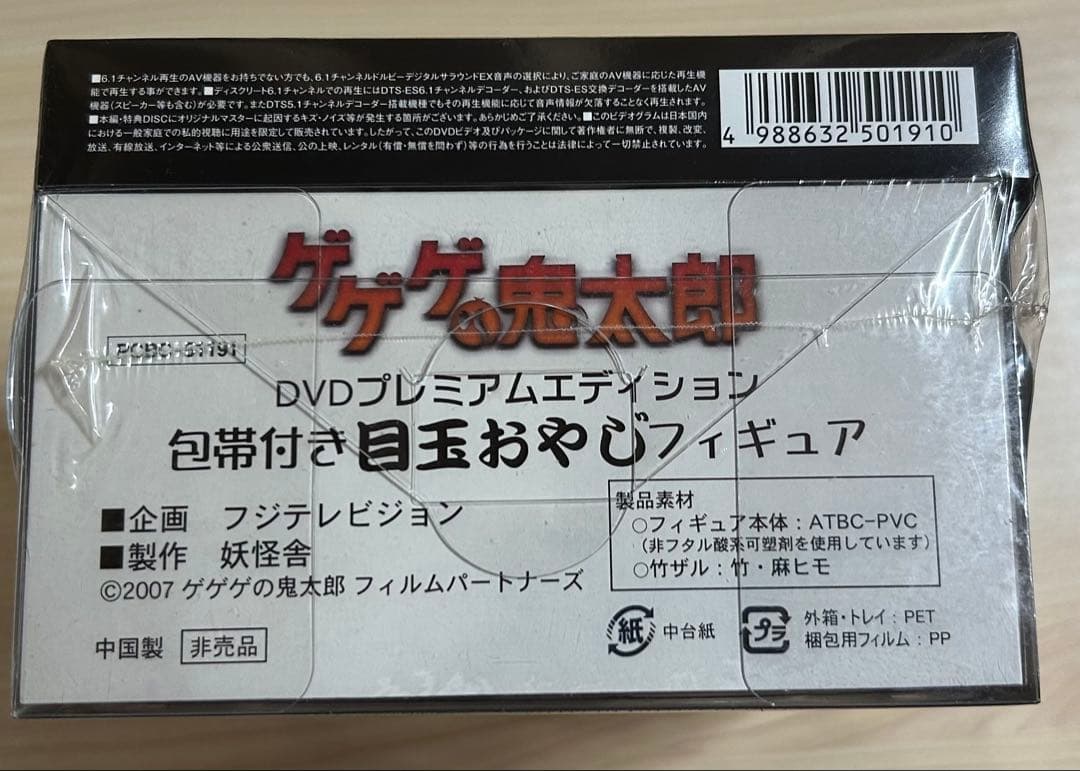 ■6.1チャンネル再生のAV機器をお持ちでない方でも、6.1チャンネルドルビーデジタルサラウンドEX音声の選択により、ご家庭のAV機器に応じた再生機
能で再生する事ができます。■ディスクリート6.1チャンネルでの再生にはDTS-ES6.1チャンネルデコーダー、およびDTS-ES交換デコーダーを搭載したAV
機器(スピーカー等も含む)が必要です。またDTS5.1チャンネルデコーダー搭載機種でもその再生機能に応じて音声情報が欠落することなく再生されます。
■本編・特典DISCにオリジナルマスターに起因するキズ・ノイズ等が発生する箇所がございます。あらかじめご了承ください。■このビデオグラムは日本国内
における一般家庭での私的視聴に用途を限定して販売されています。したがって、このDVDビデオ及びパッケージに関して著作権者に無断で、複製、改変、
放送、有線放送、インターネット等による公衆送信、公の上映、レンタル(有償・無償を問わず)等の行為を行うことは法律によって一切禁止されています。
4 988632 501910
ゲゲゲの鬼太郎
PCBC-51191
DVDプレミアムエディション
包帯付き目玉おやじフィギュア
■企画 フジテレビジョン
■製作 妖怪舎
©2007 ゲゲゲの鬼太郎 フィルムパートナーズ
製品素材
○フィギュア本体：ATBC-PVC
(非フタル酸系可塑剤を使用しています)
○竹ザル：竹・麻ヒモ
中国製 非売品
紙 中台紙
プラ 外箱・トレイ：PET
梱包用フィルム：PP